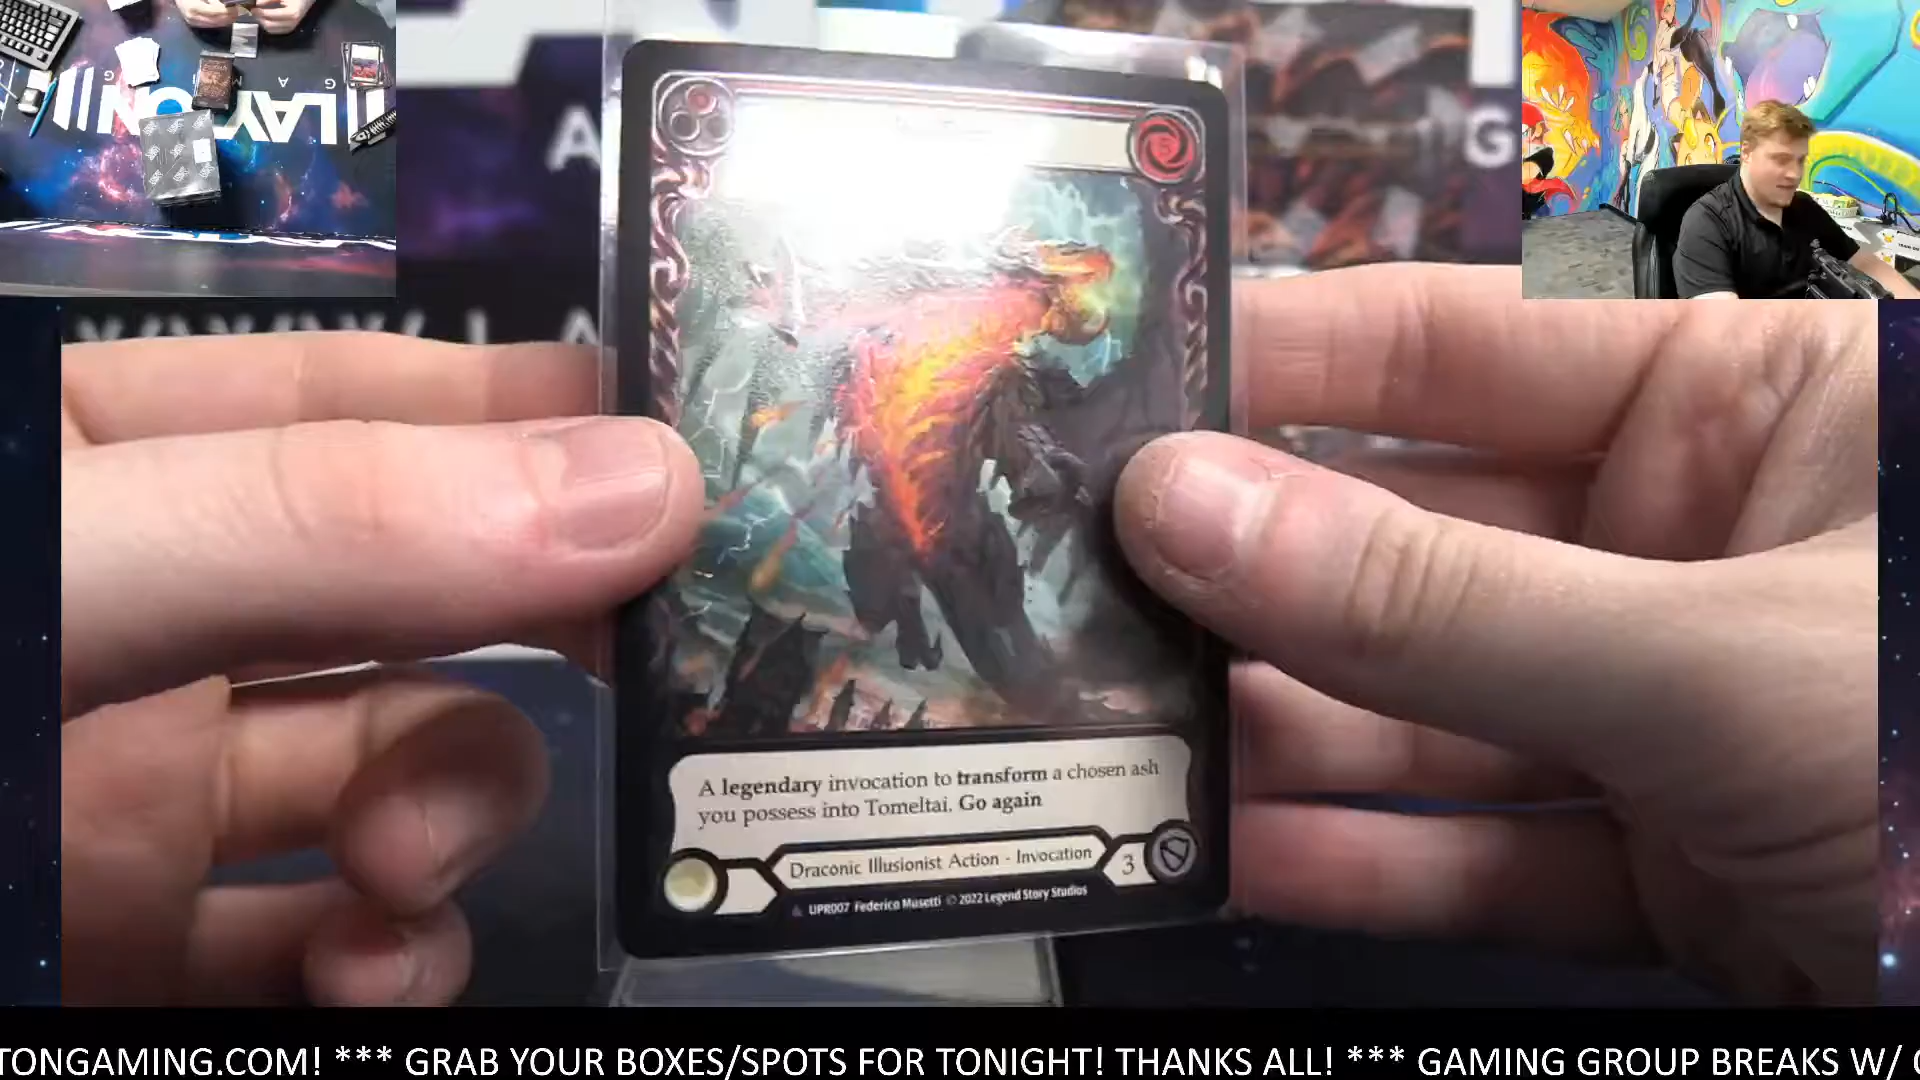 A legendary invocation to transform a chosen ash
you possess into Tomeltai. Go again
Draconic Illusionist Action - Invocation
3
UPR007 Federico Musetti © 2022 Legend Story Studios
TONGAMING.COM! *** GRAB YOUR BOXES/SPOTS FOR TONIGHT! THANKS ALL! *** GAMING GROUP BREAKS W/